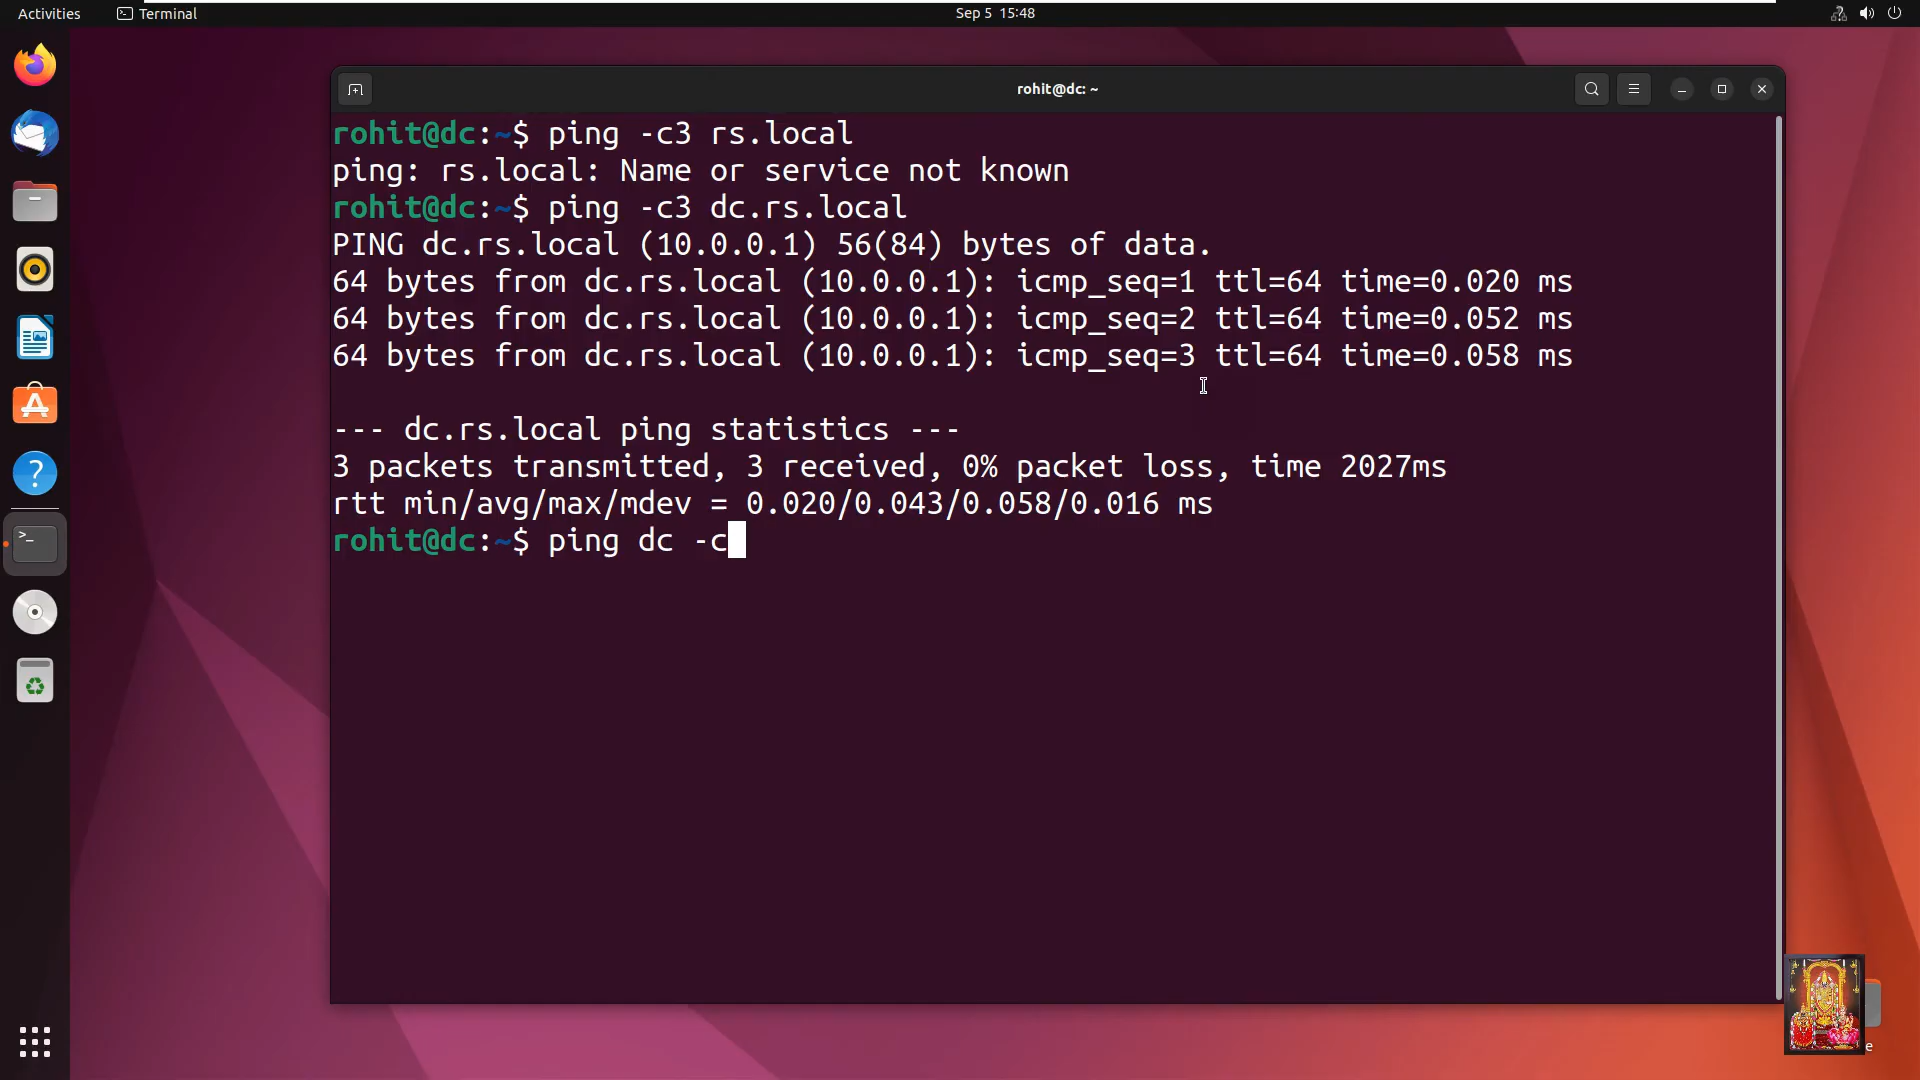 Activities
Terminal
Sep 5 15:48
rohit@dc: ~
rohit@dc:~$ ping -c3 rs.local
ping: rs.local: Name or service not known
rohit@dc:~$ ping -c3 dc.rs.local
PING dc.rs.local (10.0.0.1) 56(84) bytes of data.
64 bytes from dc.rs.local (10.0.0.1): icmp_seq=1 ttl=64 time=0.020 ms
64 bytes from dc.rs.local (10.0.0.1): icmp_seq=2 ttl=64 time=0.052 ms
64 bytes from dc.rs.local (10.0.0.1): icmp_seq=3 ttl=64 time=0.058 ms
--- dc.rs.local ping statistics ---
3 packets transmitted, 3 received, 0% packet loss, time 2027ms
rtt min/avg/max/mdev = 0.020/0.043/0.058/0.016 ms
rohit@dc:~$ ping dc -c